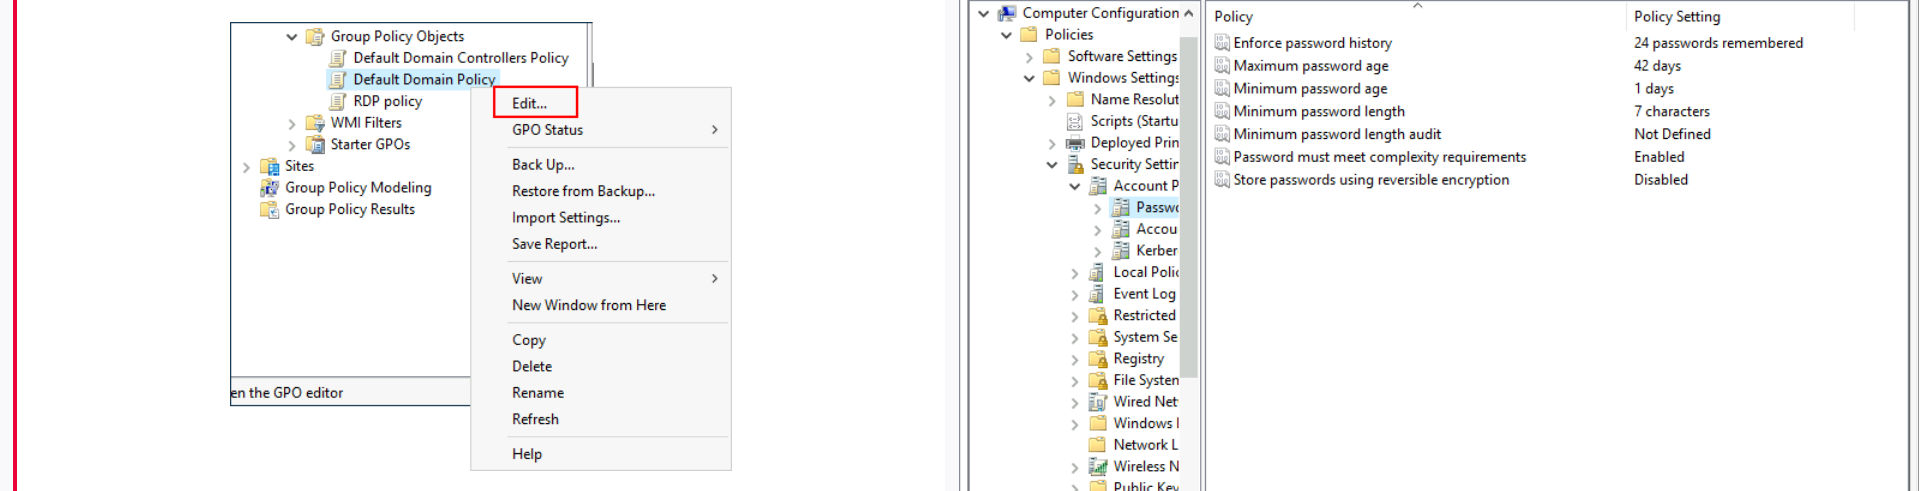 Group Policy Objects
Default Domain Controllers Policy
Default Domain Policy
RDP policy
WMI Filters
Starter GPOs
Sites
Group Policy Modeling
Group Policy Results
en the GPO editor
Edit...
GPO Status
Back Up...
Restore from Backup...
Import Settings...
Save Report...
View
New Window from Here
Copy
Delete
Rename
Refresh
Help
Computer Configuration
Policies
Software Settings
Windows Settings
Name Resolut
Scripts (Startu
Deployed Prin
Security Settin
Account P
Passwo
Accou
Kerber
Local Polic
Event Log
Restricted
System Se
Registry
File System
Wired Net
Windows
Network L
Wireless N
Public Key
Policy Policy Setting
Enforce password history 24 passwords remembered
Maximum password age 42 days
Minimum password age 1 days
Minimum password length 7 characters
Minimum password length audit Not Defined
Password must meet complexity requirements Enabled
Store passwords using reversible encryption Disabled